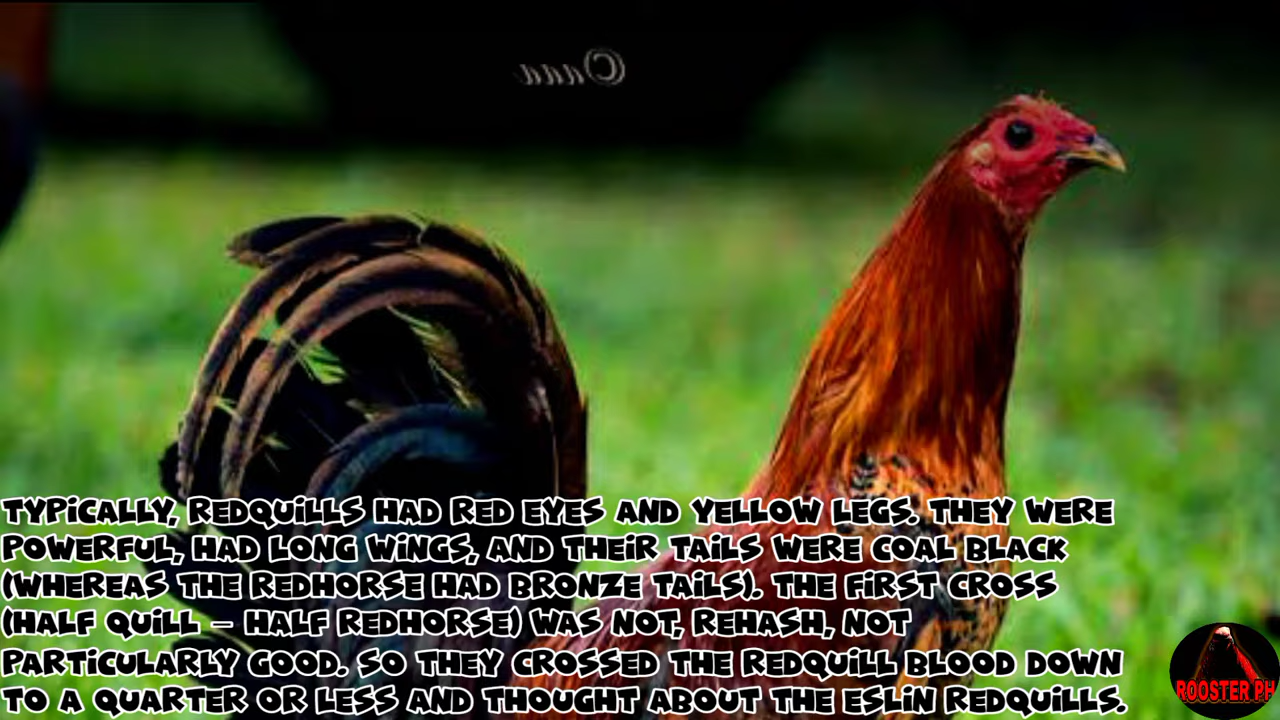 Oaaa
TYPICALLY, REDQUILLS HAD RED EYES AND YELLOW LEGS. THEY WERE
POWERFUL, HAD LONG WINGS, AND THEIR TAILS WERE COAL BLACK
(WHEREAS THE REDHORSE HAD BRONZE TAILS). THE FIRST CROSS
(HALF QUILL – HALF REDHORSE) WAS NOT, REHASH, NOT
PARTICULARLY GOOD. SO THEY CROSSED THE REDQUILL BLOOD DOWN
TO A QUARTER OR LESS AND THOUGHT ABOUT THE ESLIN REDQUILLS.
ROOSTER PH